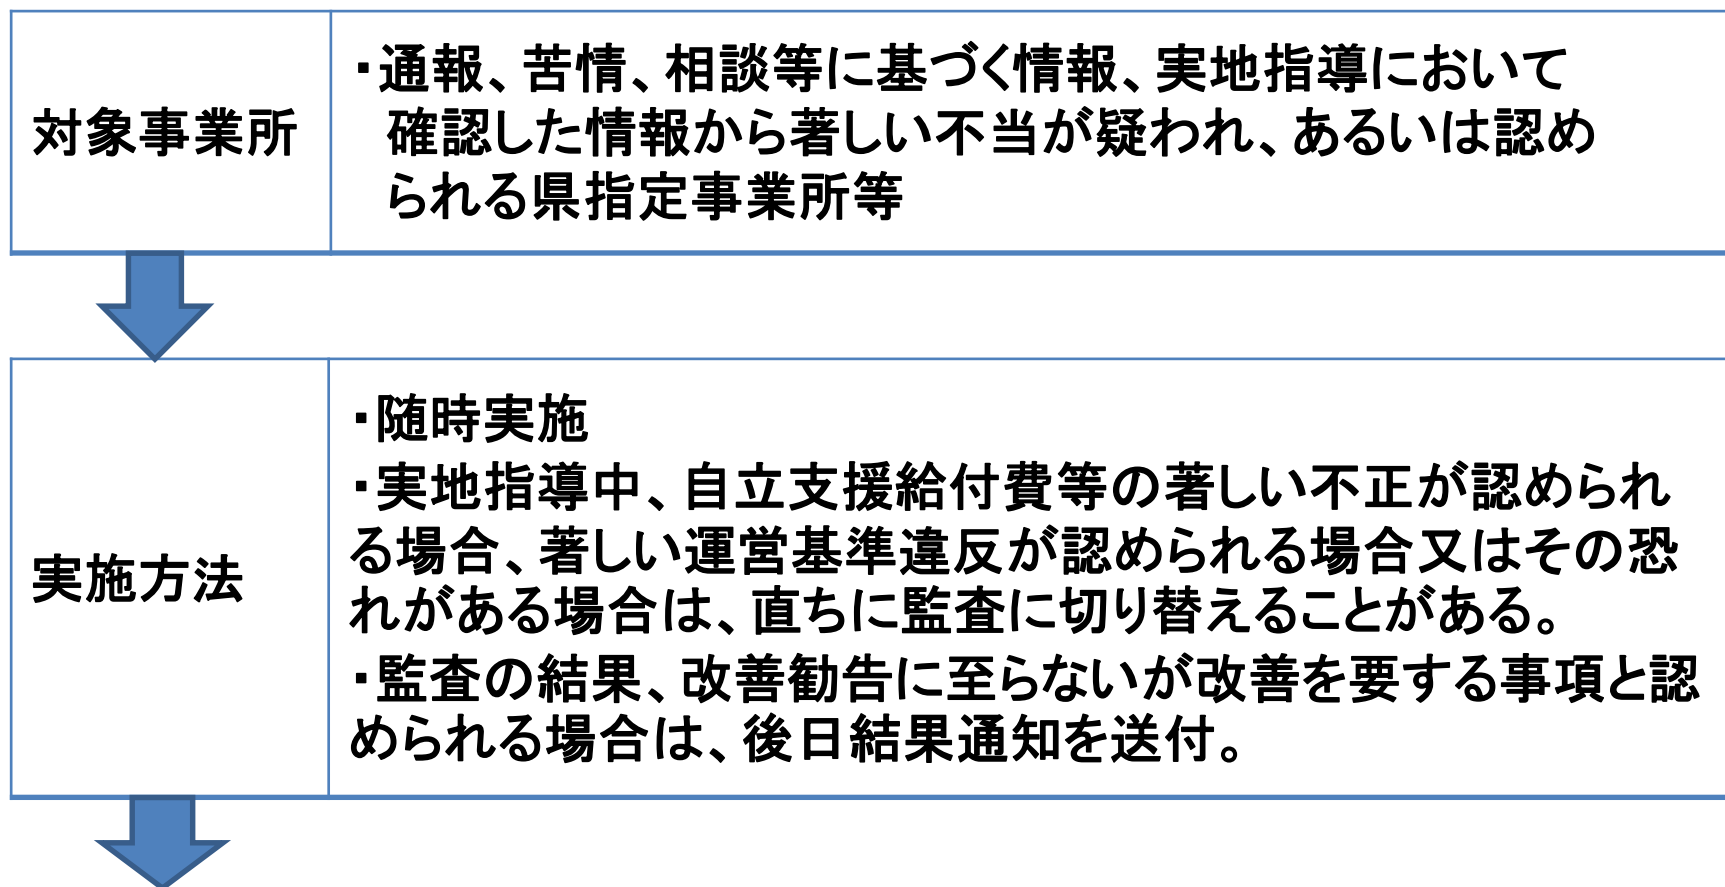 対象事業所
・通報、苦情、相談等に基づく情報、実地指導において
確認した情報から著しい不当が疑われ、あるいは認め
られる県指定事業所等
実施方法
・随時実施
・実地指導中、自立支援給付費等の著しい不正が認められ
る場合、著しい運営基準違反が認められる場合又はその恐
れがある場合は、直ちに監査に切り替えることがある。
・監査の結果、改善勧告に至らないが改善を要する事項と認
められる場合は、後日結果通知を送付。